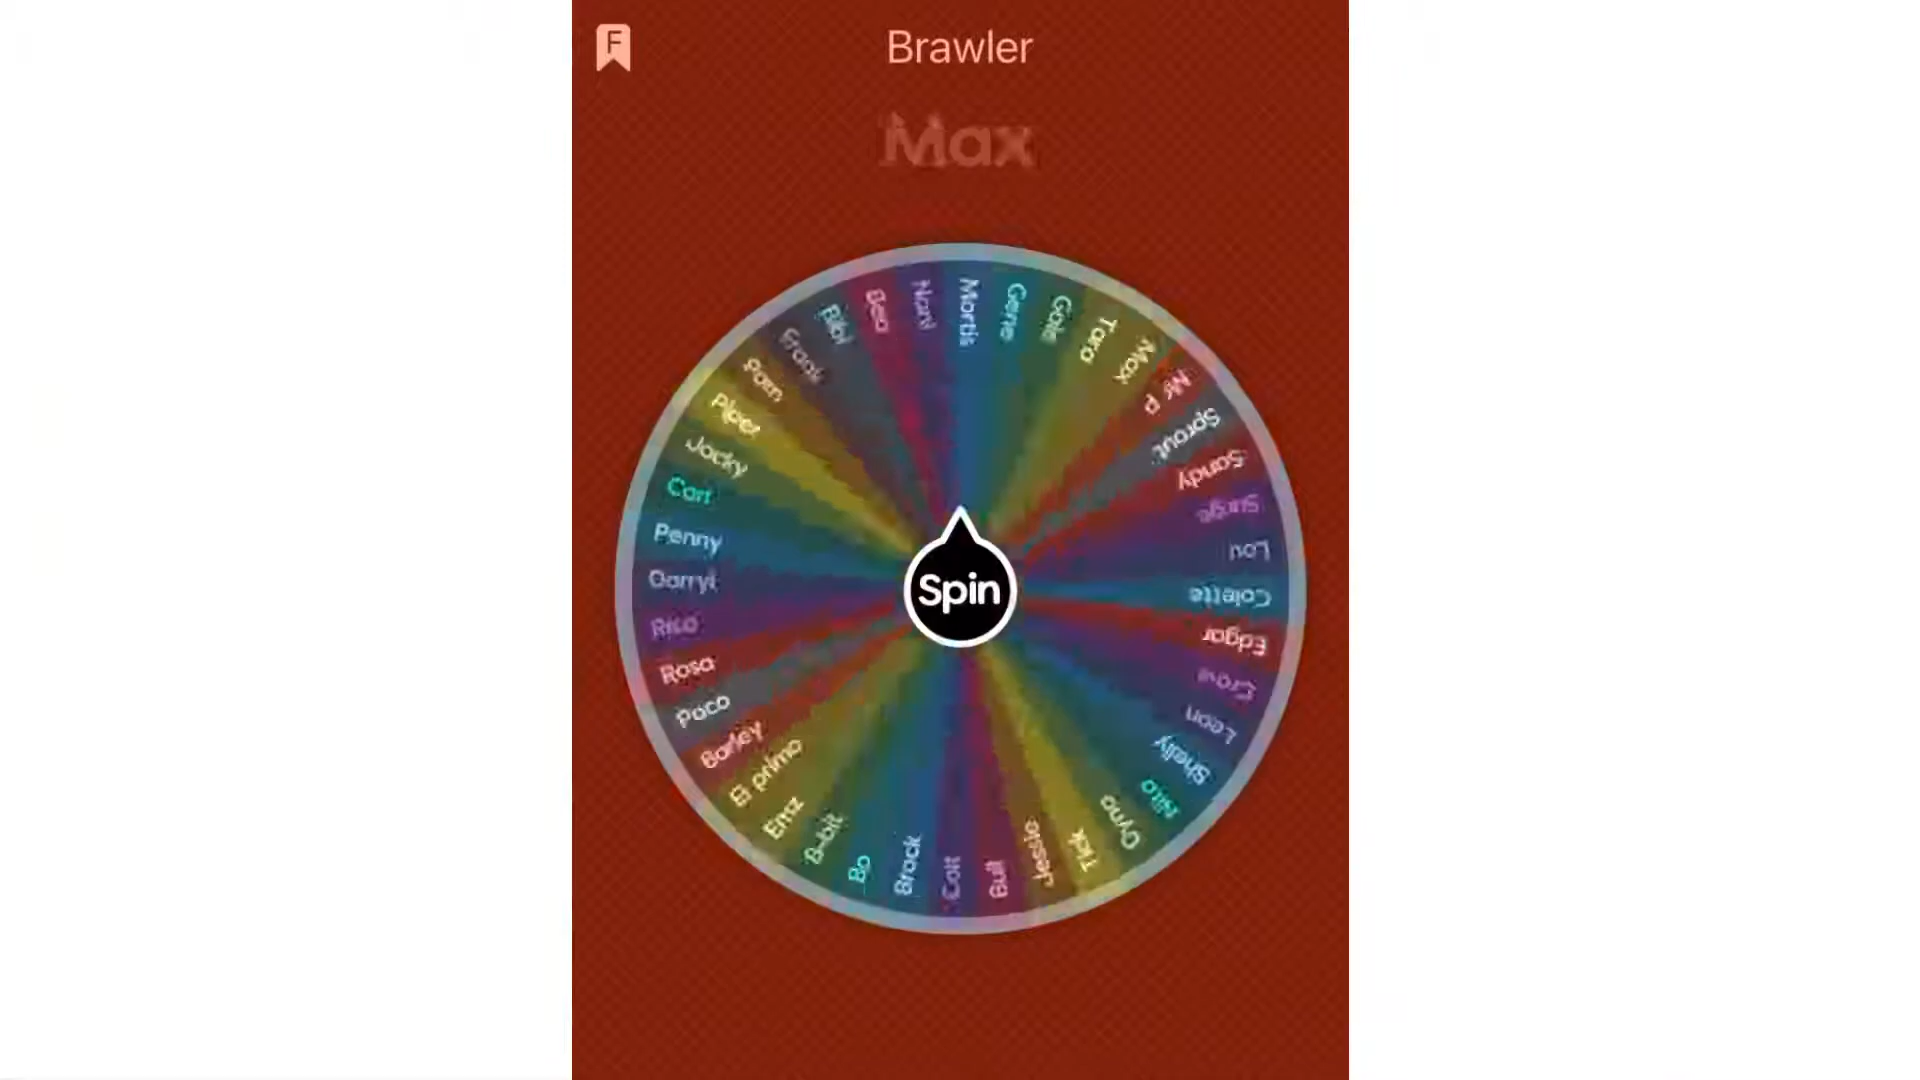 F
Brawler
Max
Mortis
Gene
Gale
Tara
Max
Mr p
Sprout
Sandy
Surge
Lou
Colette
Edgar
Crow
Leon
Shelly
Nita
Dyna
Tick
Jessie
Bull
Colt
Brock
Bo
8-bit
Emz
El primo
Barley
Poco
Rosa
Rico
Darryl
Penny
Carl
Jacky
Piper
Pam
Frank
Bibi
Bea
Nani
Spin